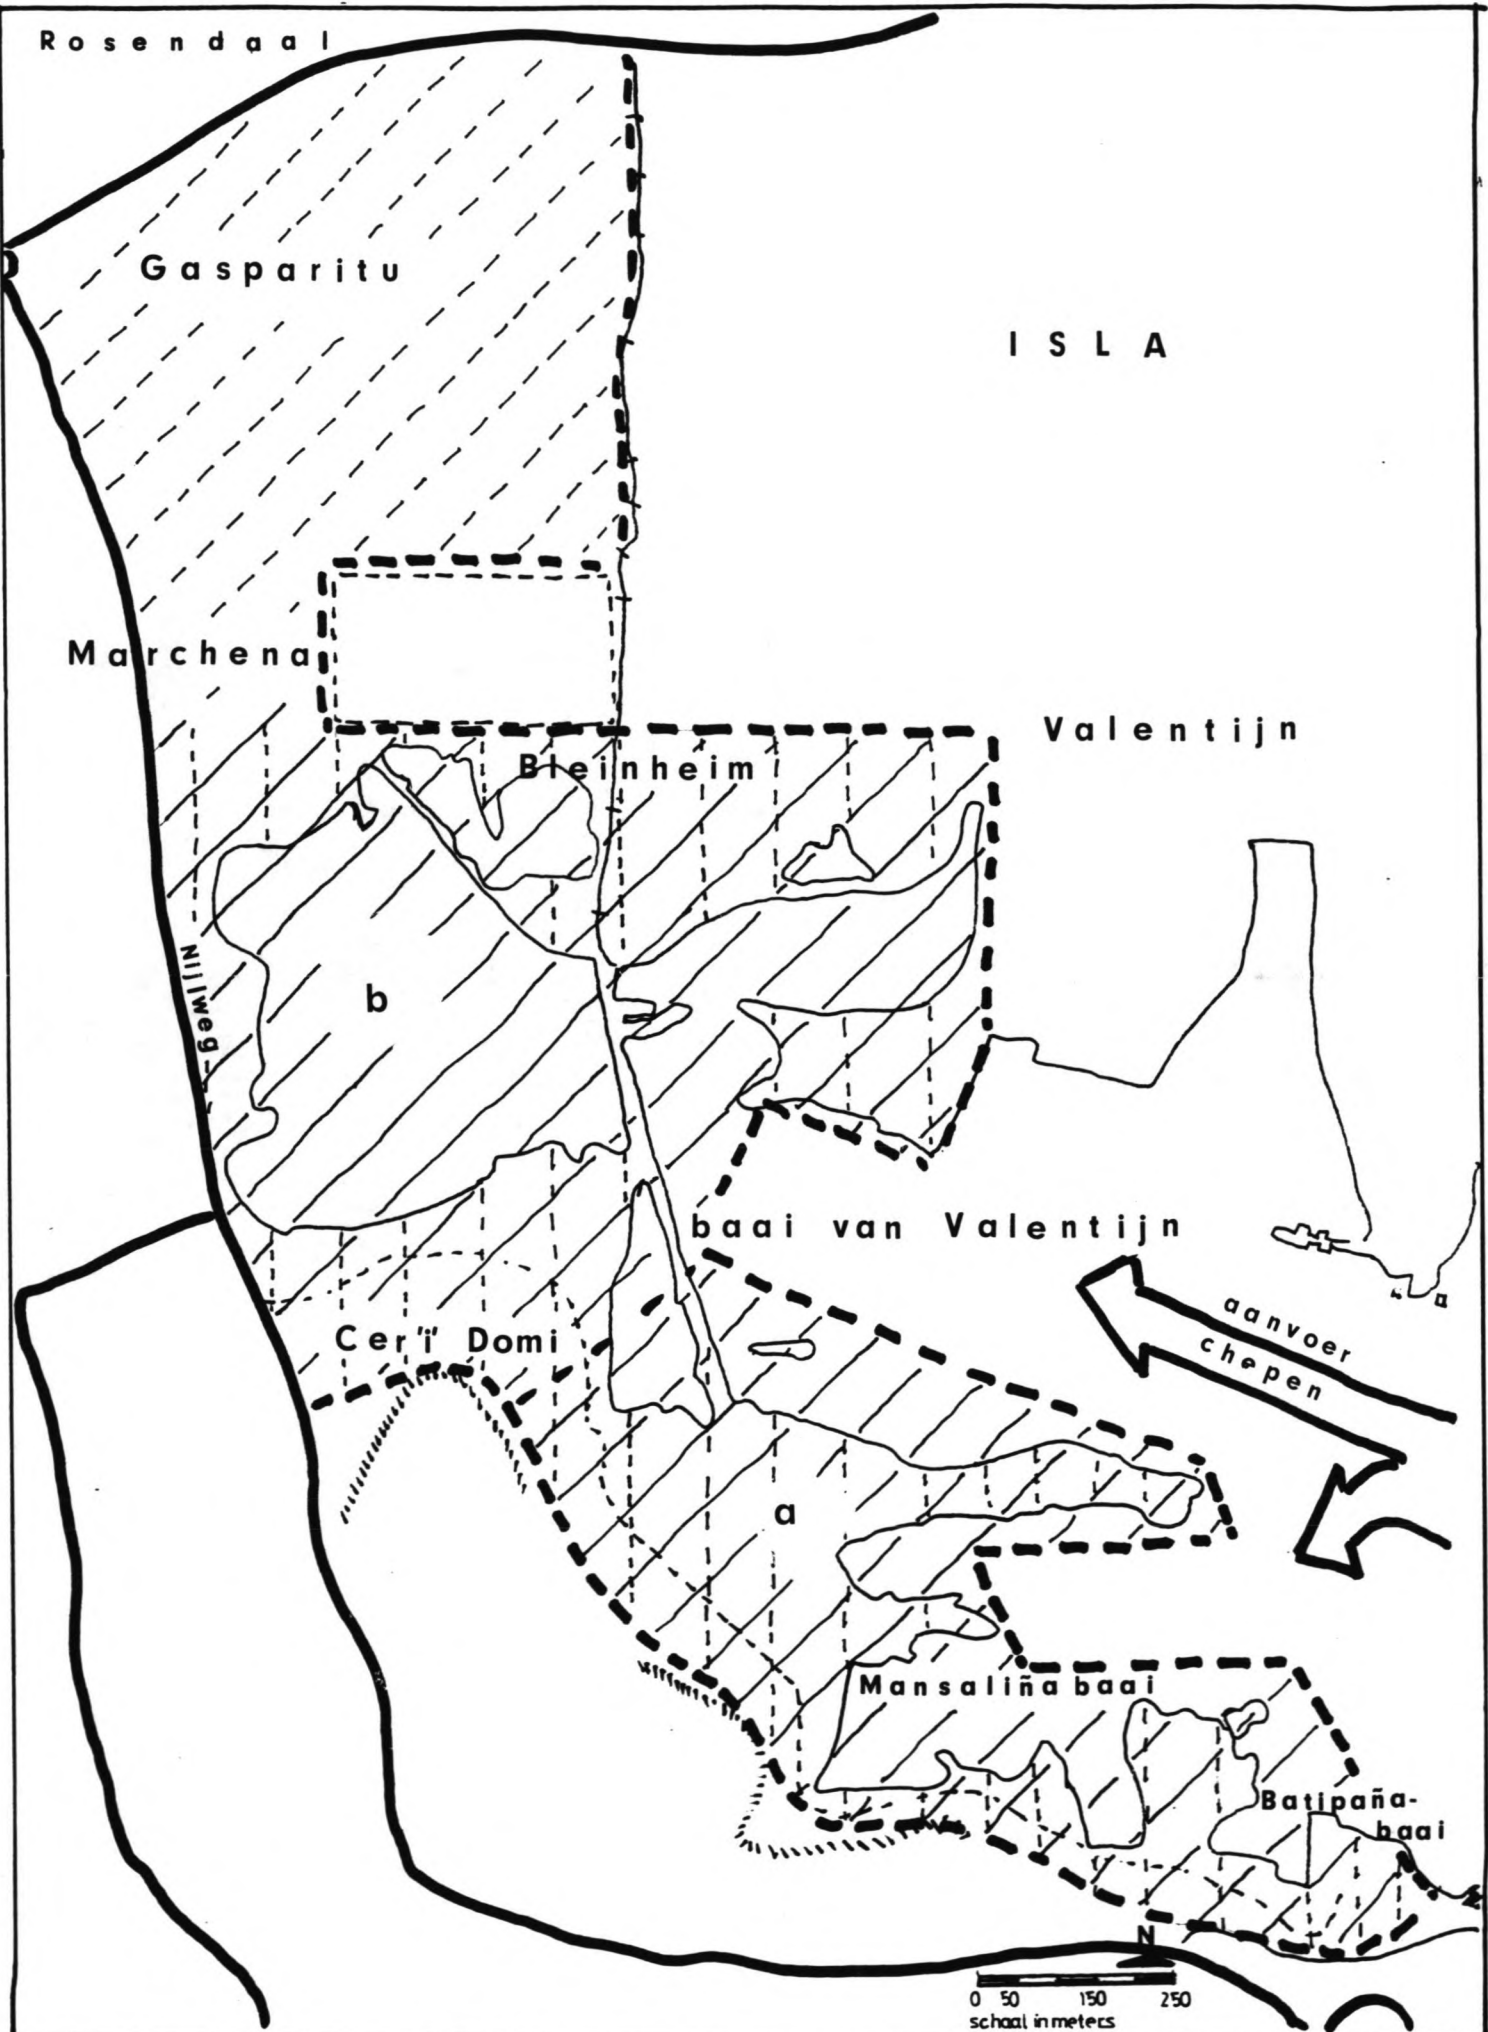 Rosendaal
Gasparitu
ISLA
Marchena
Valentijn
Bleinheim
b
Nijlweg
baai van Valentijn
aanvoer
chepen
Cer'i' Domi
a
Mansaliña baai
Batipaña-
baai
N
0 50 150 250
schaal in meters